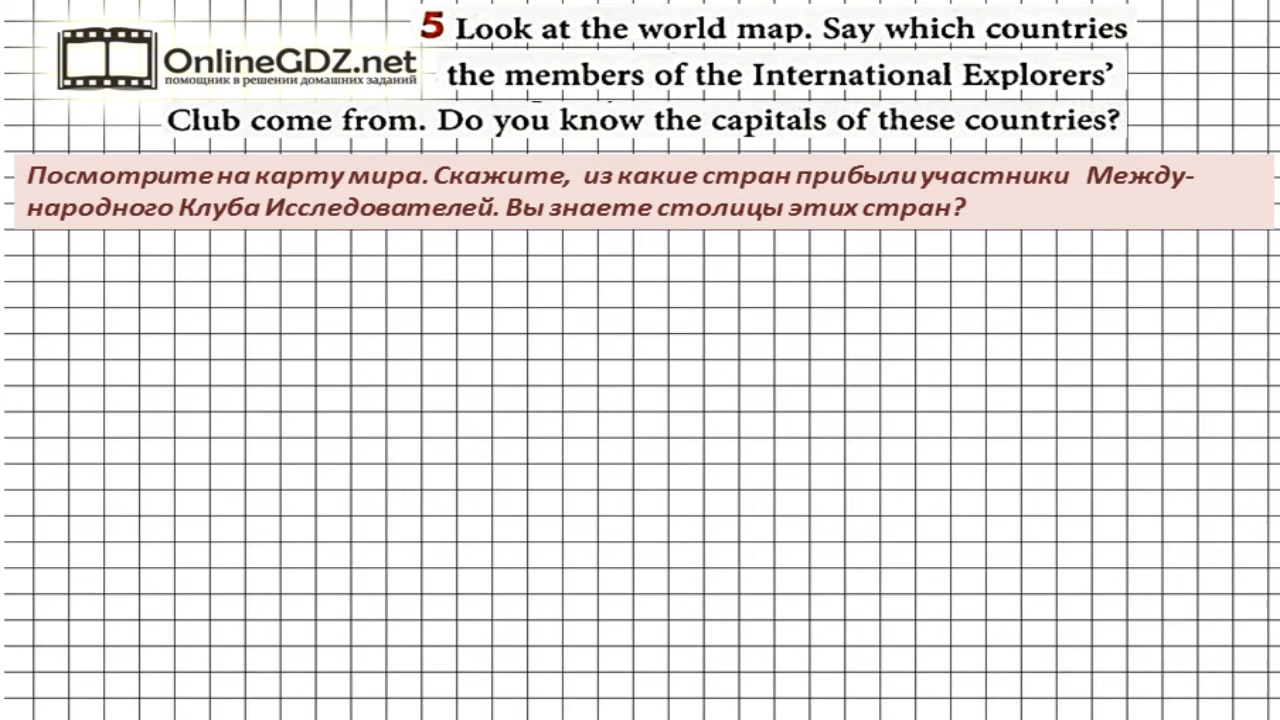 5 Look at the world map. Say which countries
OnlineGDZ.net
помощник в решении домашних заданий
the members of the International Explorers'
Club come from. Do you know the capitals of these countries?
Посмотрите на карту мира. Скажите, из какие стран прибыли участники Между-
народного Клуба Исследователей. Вы знаете столицы этих стран?